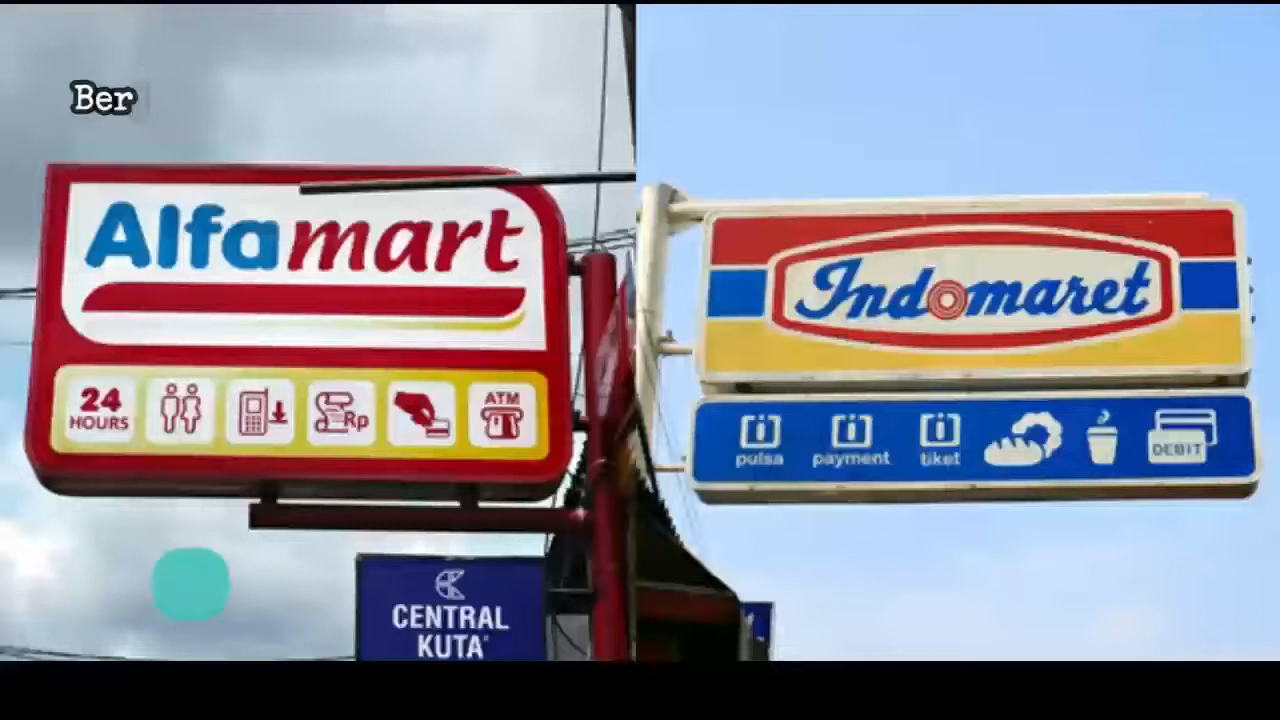 Ber
Alfamart
24
HOURS
Rp
ATM
CENTRAL
KUTA
Indomaret
pulsa
payment
tiket
DEBIT